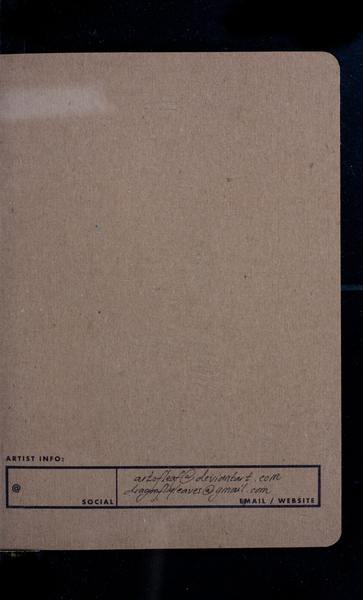 ARTIST INFO:
artofleaf@deviantart.com
@ dragonflyleaves@gmail.com
SOCIAL EMAIL / WEBSITE